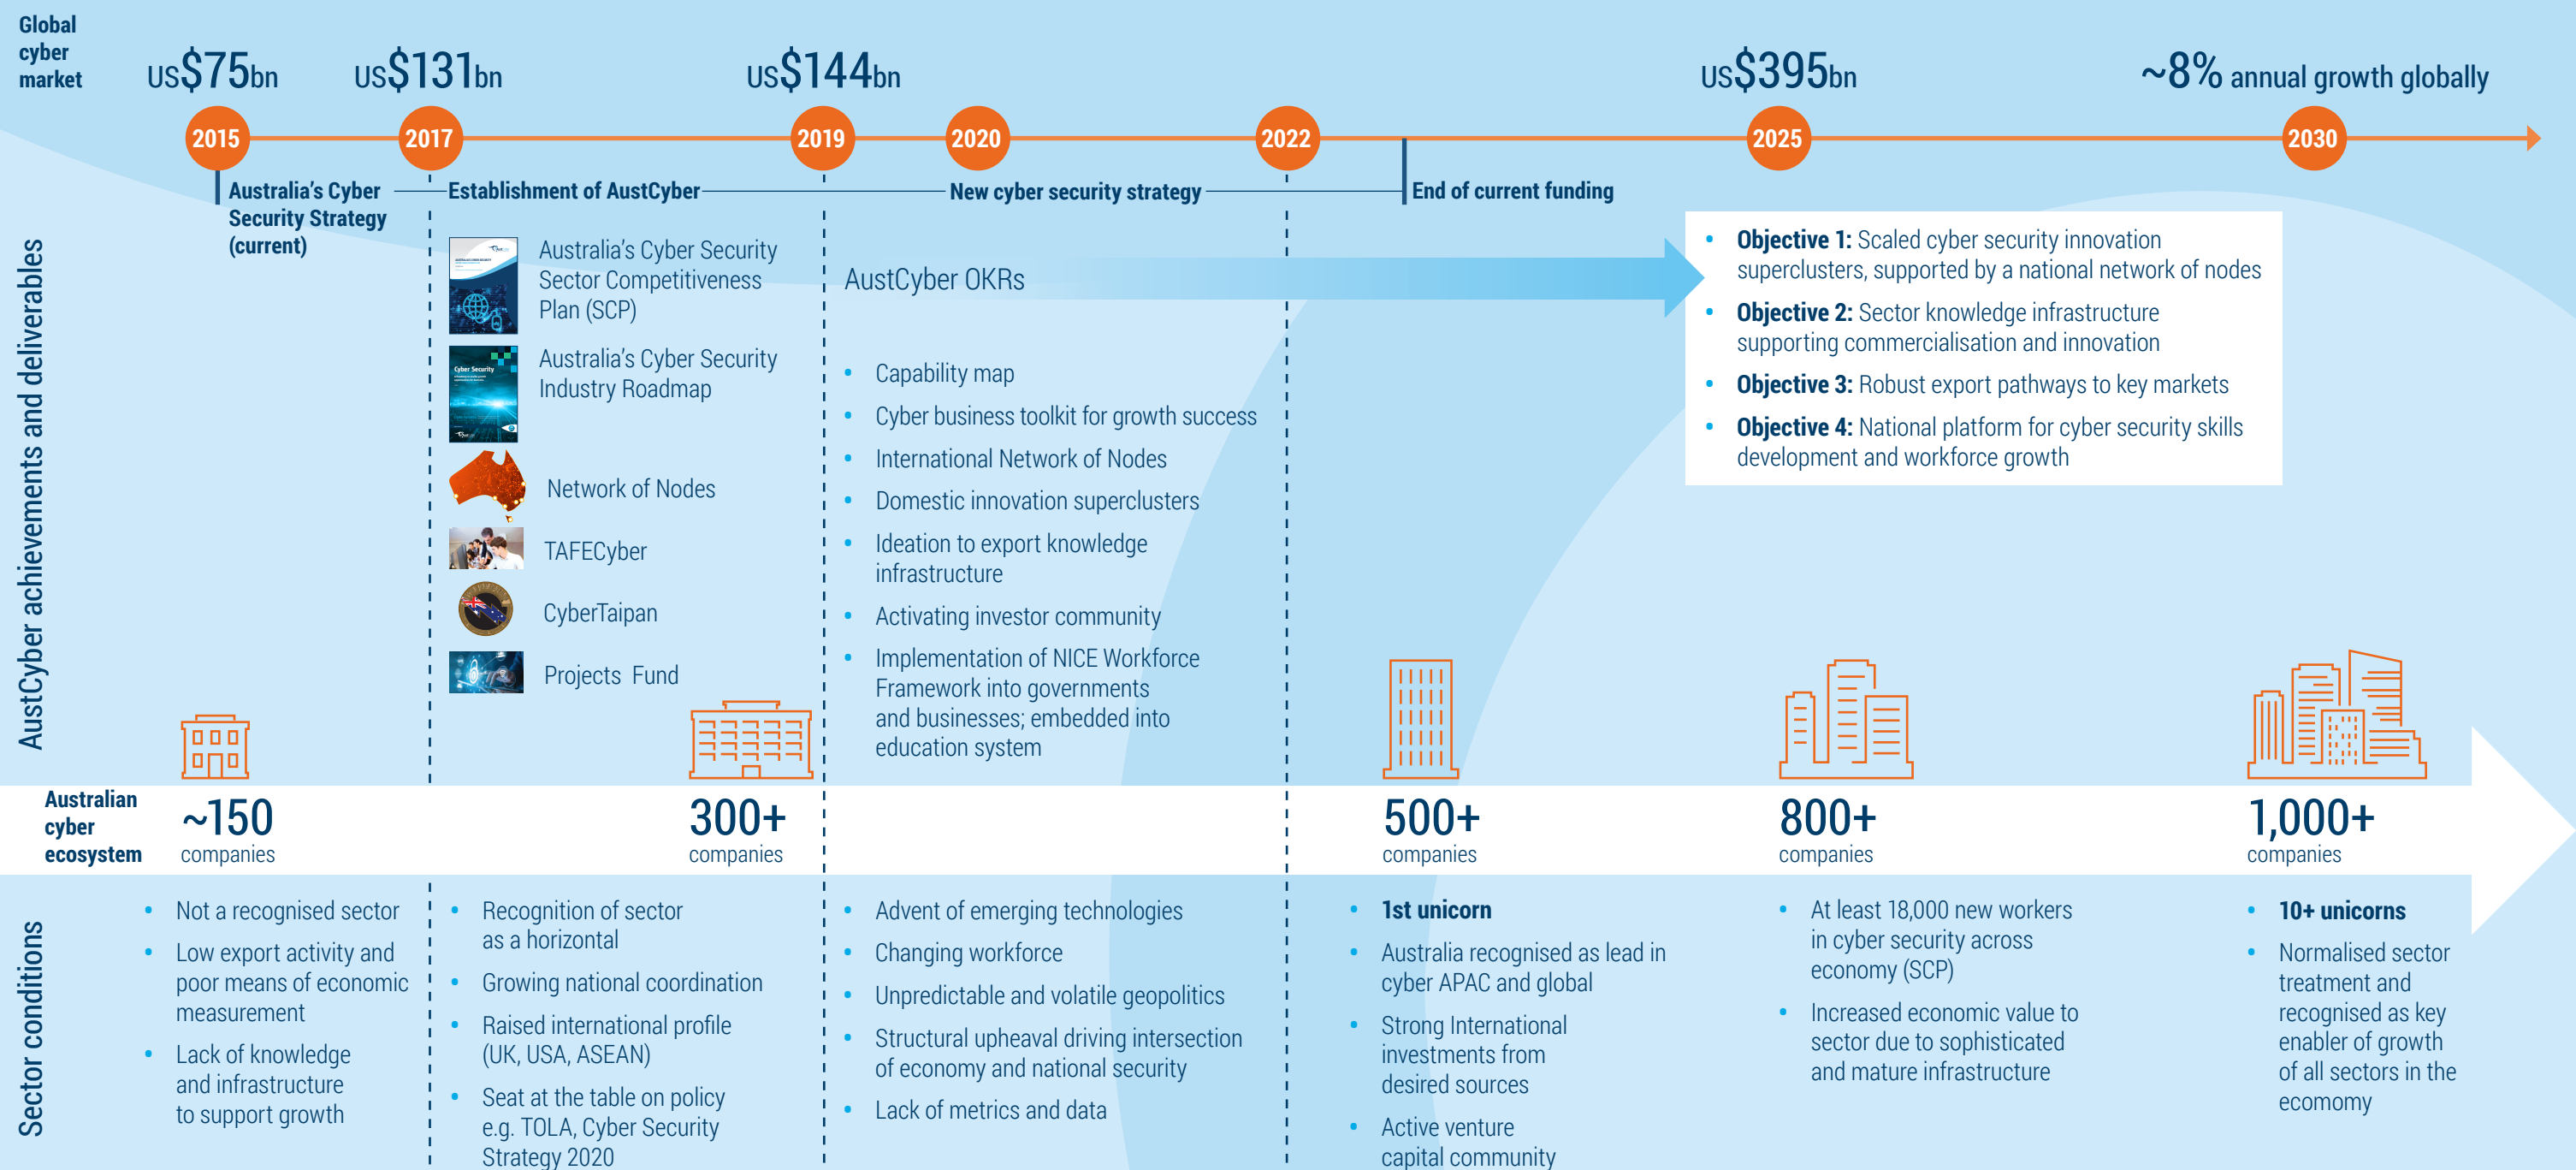 Global
cyber
market
US$75bn
US$131bn
US$144bn
US$395bn
~8% annual growth globally
2015
2017
2019
2020
2022
2025
2030
Australia's Cyber
Security Strategy
(current)
Establishment of AustCyber
New cyber security strategy
End of current funding
AustCyber achievements and deliverables
Australia's Cyber Security
Sector Competitiveness
Plan (SCP)
Cyber Security
Australia's Cyber Security
Industry Roadmap
Network of Nodes
TAFECyber
CyberTaipan
Projects Fund
AustCyber OKRs
• Capability map
• Cyber business toolkit for growth success
• International Network of Nodes
• Domestic innovation superclusters
• Ideation to export knowledge
infrastructure
• Activating investor community
• Implementation of NICE Workforce
Framework into governments
and businesses; embedded into
education system
• Objective 1: Scaled cyber security innovation
superclusters, supported by a national network of nodes
• Objective 2: Sector knowledge infrastructure
supporting commercialisation and innovation
• Objective 3: Robust export pathways to key markets
• Objective 4: National platform for cyber security skills
development and workforce growth
Australian
cyber
ecosystem
~150
companies
300+
companies
500+
companies
800+
companies
1,000+
companies
Sector conditions
• Not a recognised sector
• Low export activity and
poor means of economic
measurement
• Lack of knowledge
and infrastructure
to support growth
• Recognition of sector
as a horizontal
• Growing national coordination
• Raised international profile
(UK, USA, ASEAN)
• Seat at the table on policy
e.g. TOLA, Cyber Security
Strategy 2020
• Advent of emerging technologies
• Changing workforce
• Unpredictable and volatile geopolitics
• Structural upheaval driving intersection
of economy and national security
• Lack of metrics and data
• 1st unicorn
• Australia recognised as lead in
cyber APAC and global
• Strong International
investments from
desired sources
• Active venture
capital community
• At least 18,000 new workers
in cyber security across
economy (SCP)
• Increased economic value to
sector due to sophisticated
and mature infrastructure
• 10+ unicorns
• Normalised sector
treatment and
recognised as key
enabler of growth
of all sectors in the
ecomomy